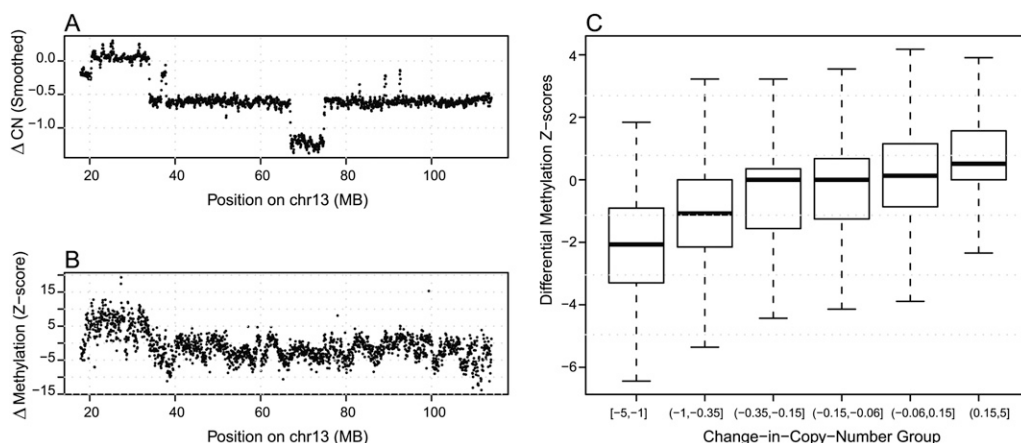 A
Δ CN (Smoothed)
0.0
−0.5
−1.0
20 40 60 80 100
Position on chr13 (MB)
B
Δ Methylation (Z−score)
15
5
−5
−15
20 40 60 80 100
Position on chr13 (MB)
C
Differential Methylation Z−scores
4
2
0
−2
−4
−6
[−5,−1] (−1,−0.35] (−0.35,−0.15] (−0.15,−0.06] (−0.06,0.15] (0.15,5]
Change−in−Copy−Number Group